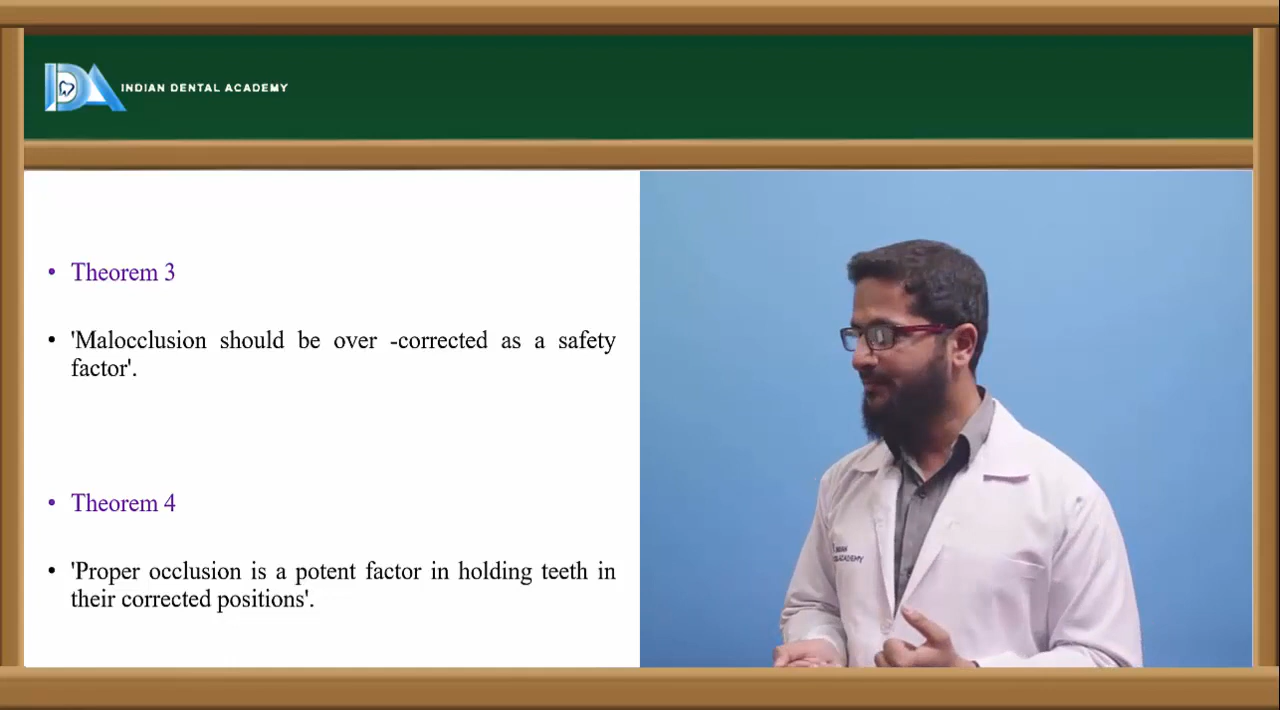 INDIAN DENTAL ACADEMY
• Theorem 3
• 'Malocclusion should be over -corrected as a safety
factor'.
• Theorem 4
• 'Proper occlusion is a potent factor in holding teeth in
their corrected positions'.
INDIAN